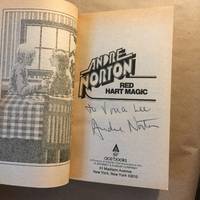 ANDRE
NORTON
RED
HART MAGIC
to
Lee
Andre Norton
ace books
51 Madison Avenue
New York, New York 10010